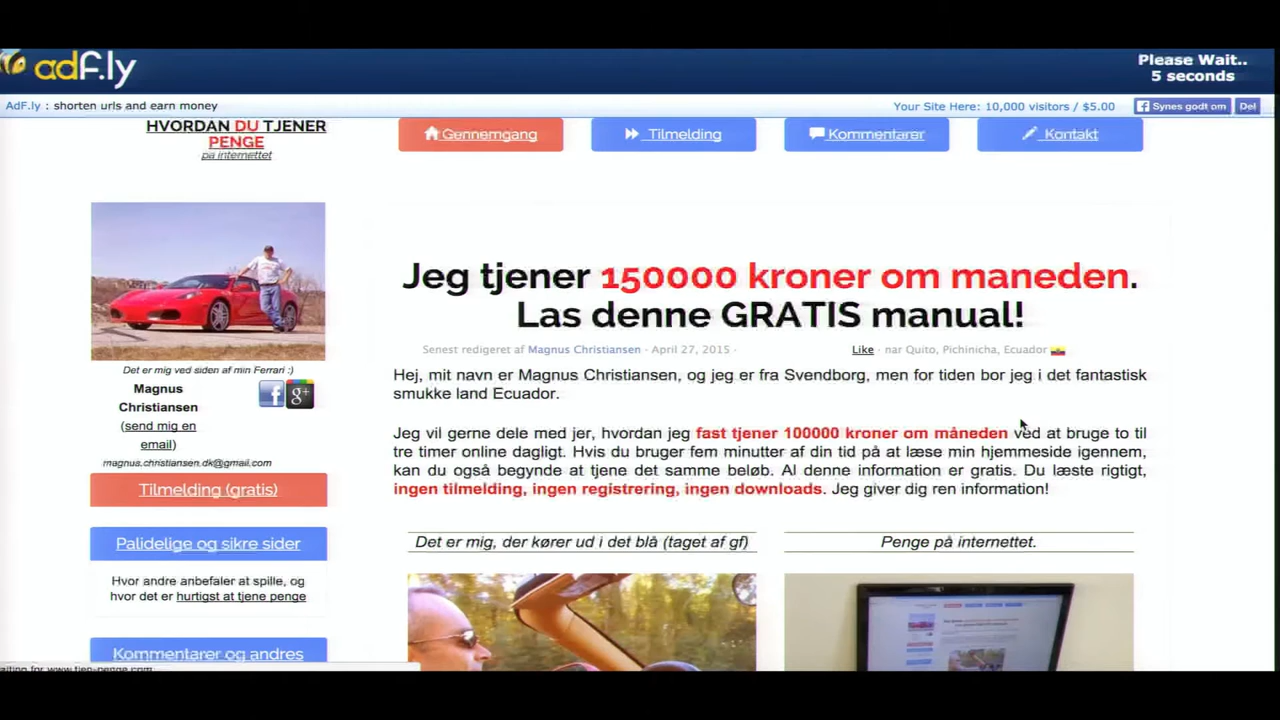 adf.ly
Please Wait..
5 seconds
AdF.ly : shorten urls and earn money
Your Site Here: 10,000 visitors / $5.00
Synes godt om
Del
HVORDAN DU TJENER
PENGE
på internettet
Gennemgang
Tilmelding
Kommentarer
Kontakt
Jeg tjener 150000 kroner om maneden.
Las denne GRATIS manual!
Senest redigeret af Magnus Christiansen · April 27, 2015 ·
Like · nar Quito, Pichinicha, Ecuador
Det er mig ved siden af min Ferrari :)
Magnus
Christiansen
(send mig en
email)
magnus.christiansen.dk@gmail.com
Tilmelding (gratis)
Palidelige og sikre sider
Hvor andre anbefaler at spille, og
hvor det er hurtigst at tjene penge
Kommentarer og andres
Hej, mit navn er Magnus Christiansen, og jeg er fra Svendborg, men for tiden bor jeg i det fantastisk
smukke land Ecuador.
Jeg vil gerne dele med jer, hvordan jeg fast tjener 100000 kroner om måneden ved at bruge to til
tre timer online dagligt. Hvis du bruger fem minutter af din tid på at læse min hjemmeside igennem,
kan du også begynde at tjene det samme beløb. Al denne information er gratis. Du læste rigtigt,
ingen tilmelding, ingen registrering, ingen downloads. Jeg giver dig ren information!
Det er mig, der kører ud i det blå (taget af gf)
Penge på internettet.